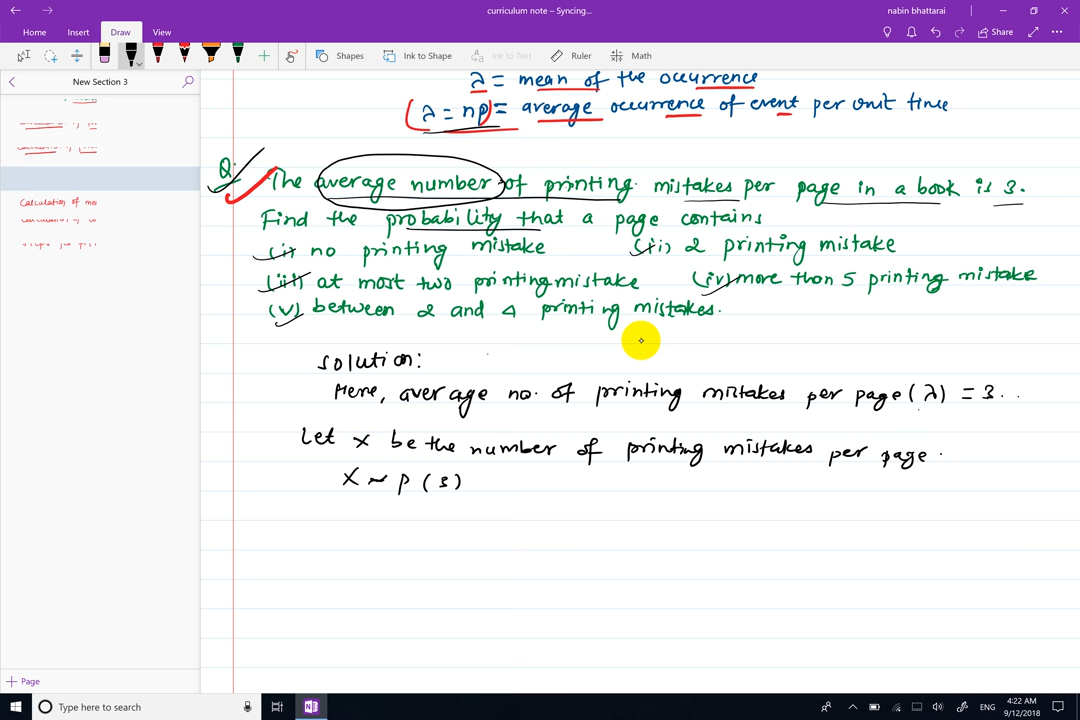 curriculum note – Syncing...
nabin bhattarai
Home Insert Draw View
Share
Shapes Ink to Shape Ink to Text Ruler Math
New Section 3
λ = mean of the occurrence
(λ = np) = average occurrence of event per unit time
Q: The average number of printing mistakes per page in a book is 3.
Find the probability that a page contains
(i) no printing mistake (ii) 2 printing mistake
(iii) at most two printing mistake (iv) more than 5 printing mistake
(v) between 2 and 4 printing mistakes.
Solution:
Here, average no. of printing mistakes per page (λ) = 3.
Let X be the number of printing mistakes per page.
X ~ P (3)
Page
Type here to search
ENG
4:22 AM
9/12/2018